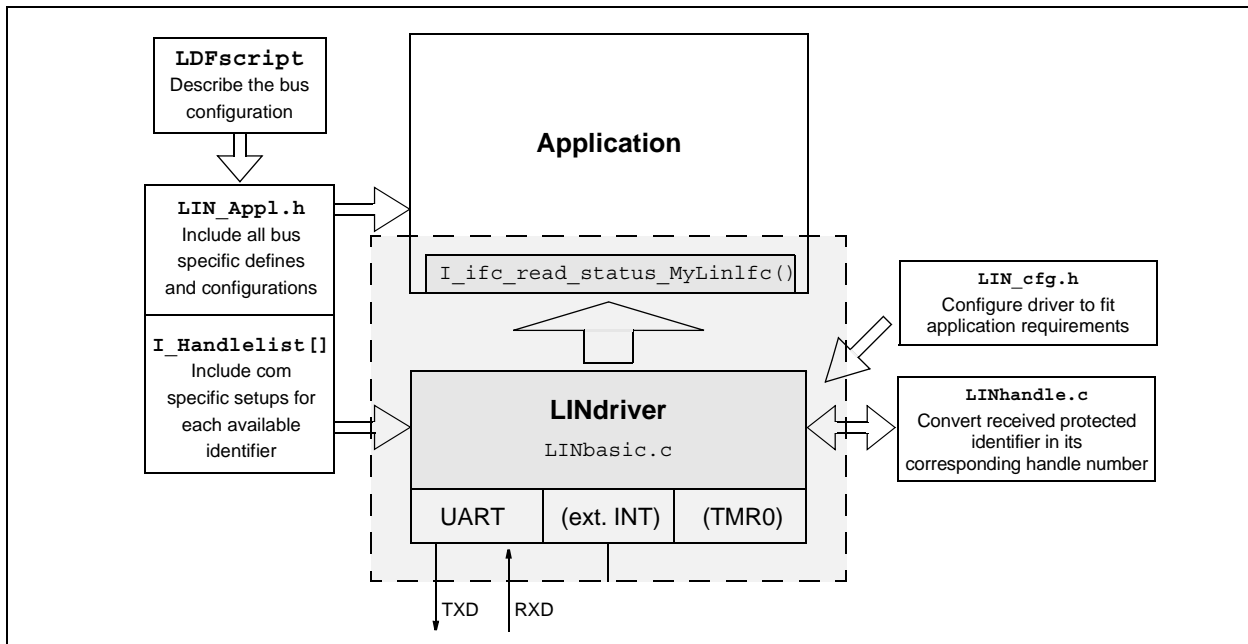 LDFscript
Describe the bus
configuration
Application
LIN_Appl.h
Include all bus
specific defines
and configurations
I_ifc_read_status_MyLinlfc()
LIN_cfg.h
Configure driver to fit
application requirements
I_Handlelist[]
Include com
specific setups for
each available
identifier
LINdriver
LINbasic.c
LINhandle.c
Convert received protected
identifier in its
corresponding handle number
UART
(ext. INT)
(TMR0)
TXD
RXD